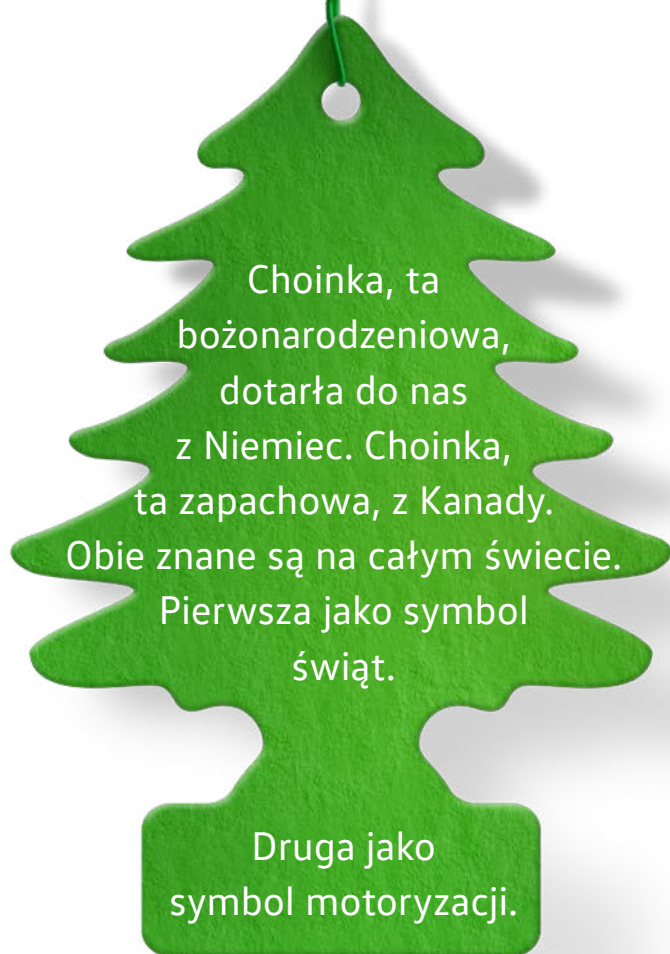 Choinka, ta
bożonarodzeniowa,
dotarła do nas
z Niemiec. Choinka,
ta zapachowa, z Kanady.
Obie znane są na całym świecie.
Pierwsza jako symbol
świąt.
Druga jako
symbol motoryzacji.